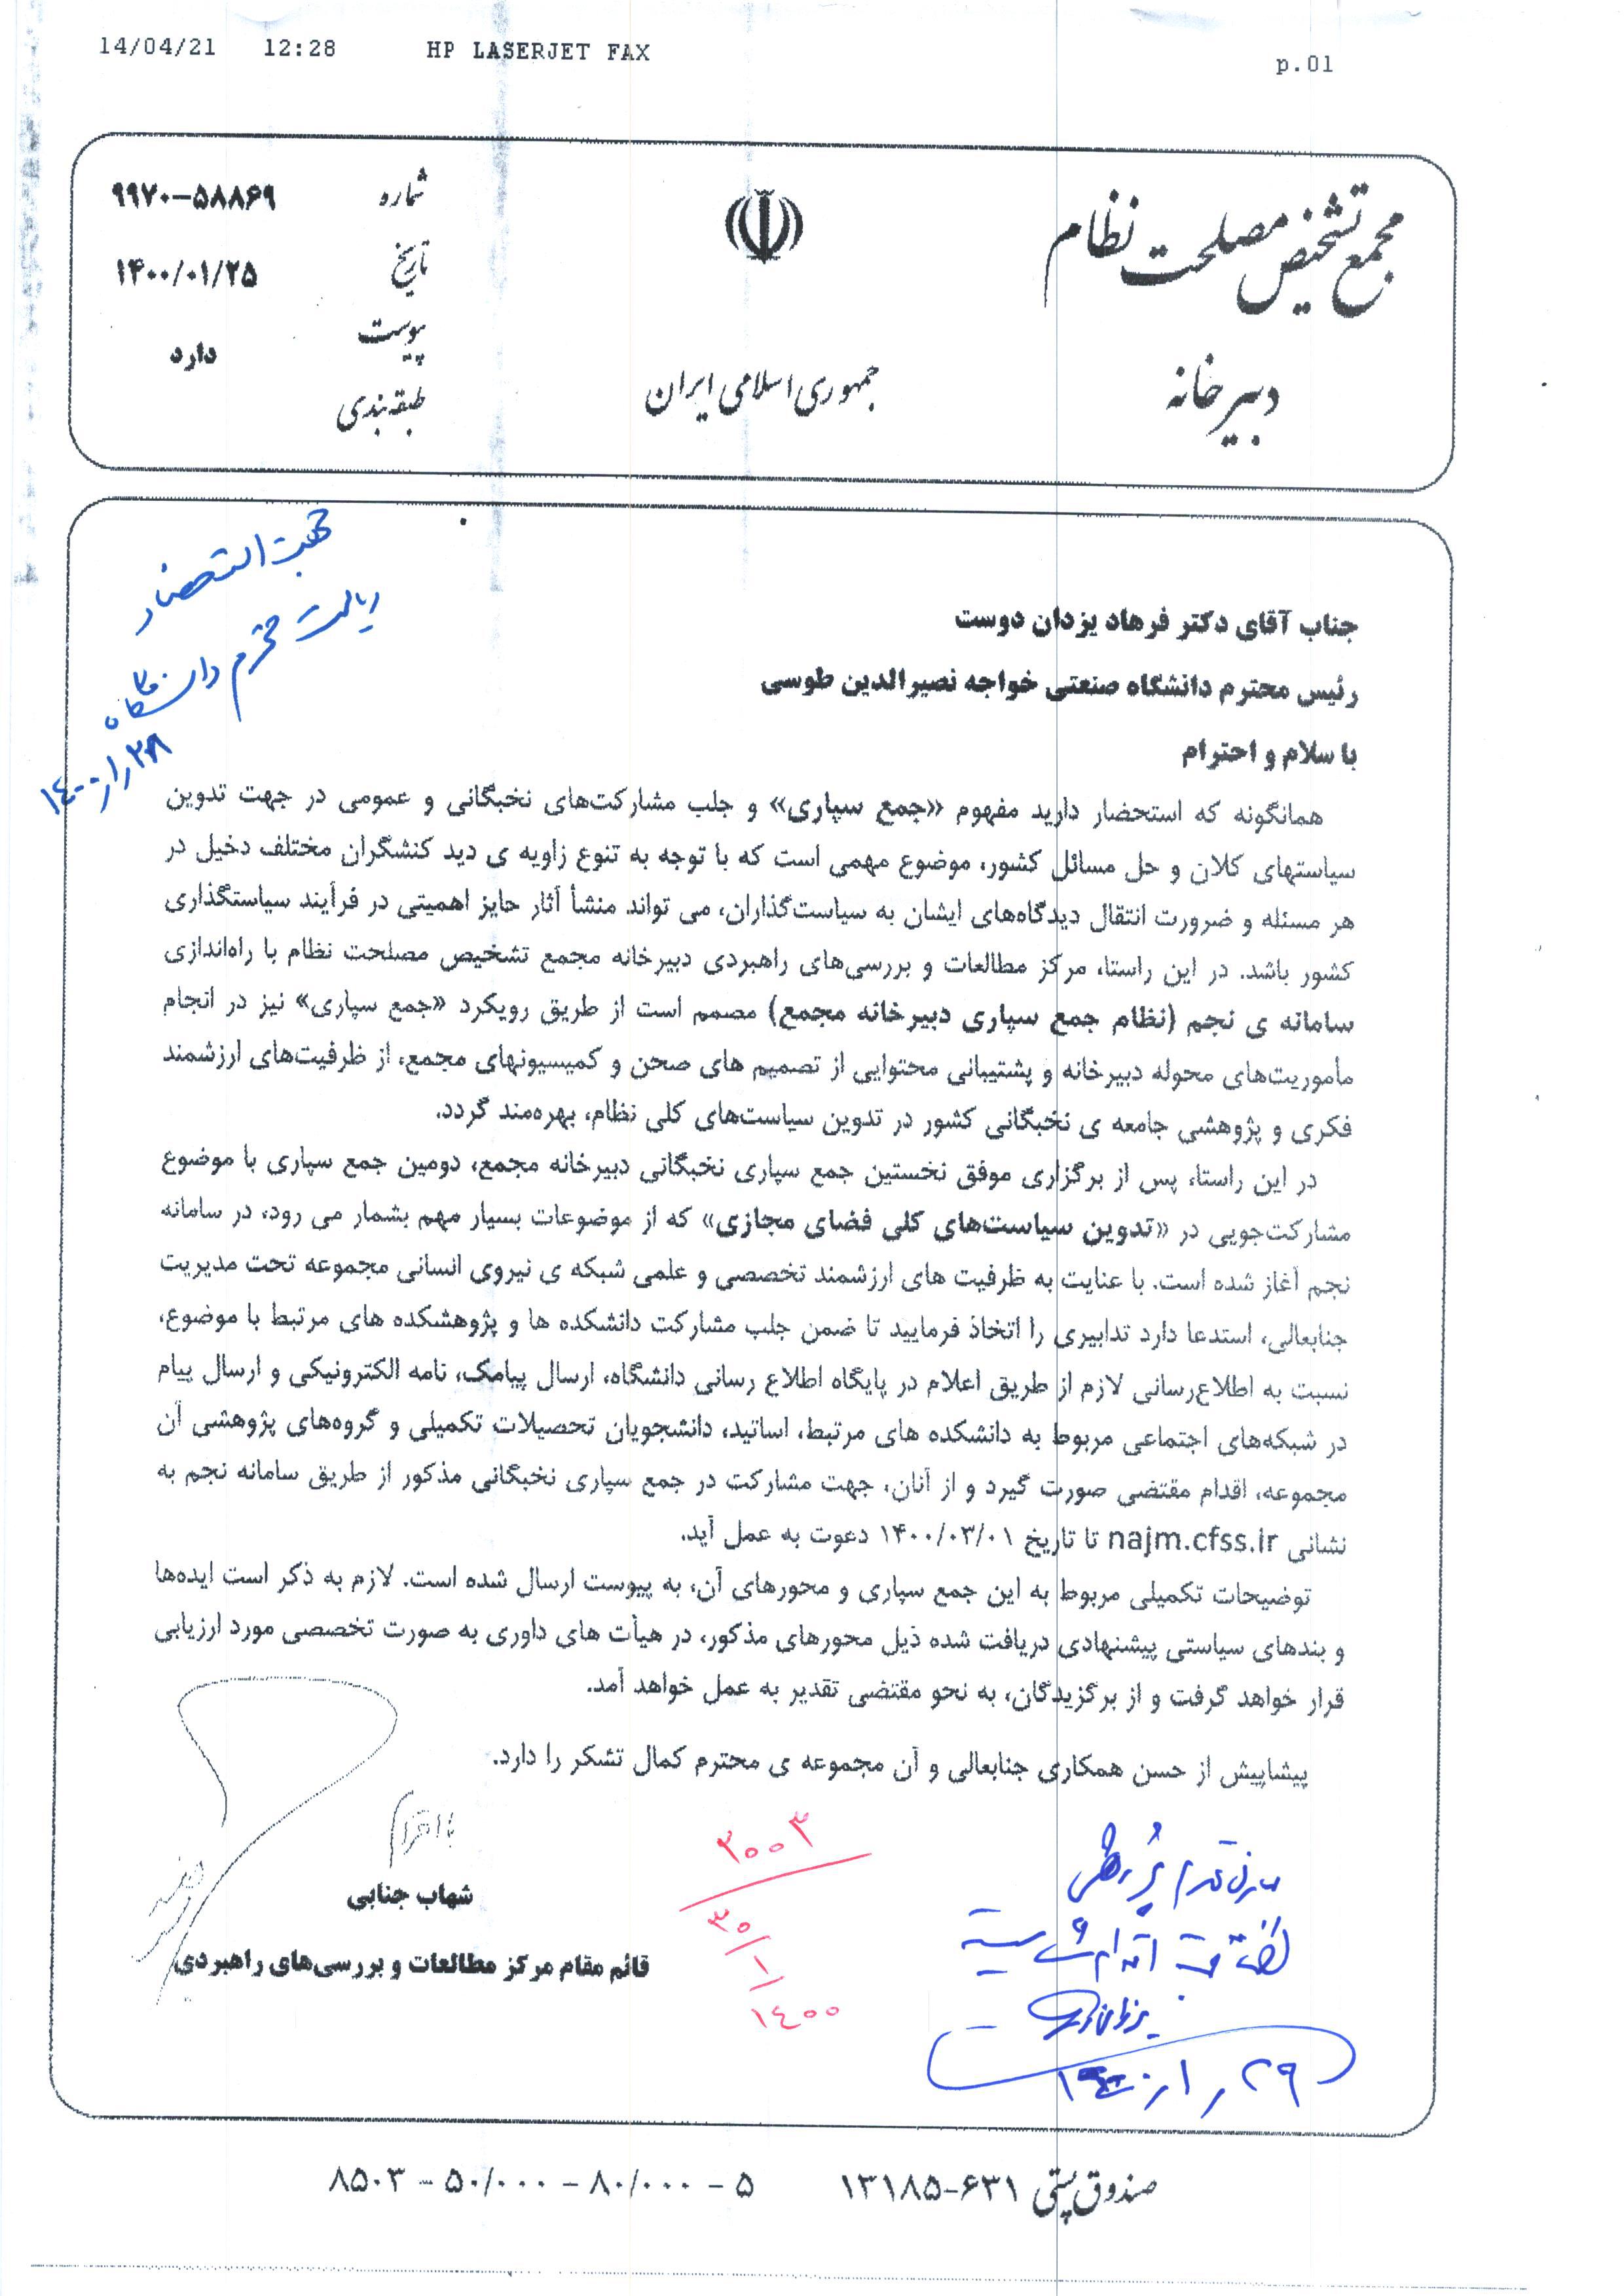 14/04/21 12:28 HP LASERJET FAX p.01
مجمع تشخیص مصلحت نظام
دبیرخانه
جمهوری اسلامی ایران
شماره ۹۹۷۰-۵۸۸۶۹
تاریخ ۱۴۰۰/۰۱/۲۵
پیوست دارد
طبقه‌بندی
جهت استحضار
ریاست محترم دانشگاه
۱۴۰۰/۱/۲۸
جناب آقای دکتر فرهاد یزدان دوست
رئیس محترم دانشگاه صنعتی خواجه نصیرالدین طوسی
با سلام و احترام
همانگونه که استحضار دارید مفهوم «جمع سپاری» و جلب مشارکت‌های نخبگانی و عمومی در جهت تدوین
سیاستهای کلان و حل مسائل کشور، موضوع مهمی است که با توجه به تنوع زاویه ی دید کنشگران مختلف دخیل در
هر مسئله و ضرورت انتقال دیدگاه‌های ایشان به سیاست‌گذاران، می تواند منشأ آثار حایز اهمیتی در فرآیند سیاستگذاری
کشور باشد. در این راستا، مرکز مطالعات و بررسی‌های راهبردی دبیرخانه مجمع تشخیص مصلحت نظام با راه‌اندازی
سامانه ی نجم (نظام جمع سپاری دبیرخانه مجمع) مصمم است از طریق رویکرد «جمع سپاری» نیز در انجام
مأموریت‌های محوله دبیرخانه و پشتیبانی محتوایی از تصمیم های صحن و کمیسیونهای مجمع، از ظرفیت‌های ارزشمند
فکری و پژوهشی جامعه ی نخبگانی کشور در تدوین سیاست‌های کلی نظام، بهره‌مند گردد.
در این راستا، پس از برگزاری موفق نخستین جمع سپاری نخبگانی دبیرخانه مجمع، دومین جمع سپاری با موضوع
مشارکت‌جویی در «تدوین سیاست‌های کلی فضای مجازی» که از موضوعات بسیار مهم بشمار می رود، در سامانه
نجم آغاز شده است. با عنایت به ظرفیت های ارزشمند تخصصی و علمی شبکه ی نیروی انسانی مجموعه تحت مدیریت
جنابعالی، استدعا دارد تدابیری را اتخاذ فرمایید تا ضمن جلب مشارکت دانشکده ها و پژوهشکده های مرتبط با موضوع،
نسبت به اطلاع‌رسانی لازم از طریق اعلام در پایگاه اطلاع رسانی دانشگاه، ارسال پیامک، نامه الکترونیکی و ارسال پیام
در شبکه‌های اجتماعی مربوط به دانشکده های مرتبط، اساتید، دانشجویان تحصیلات تکمیلی و گروه‌های پژوهشی آن
مجموعه، اقدام مقتضی صورت گیرد و از آنان، جهت مشارکت در جمع سپاری نخبگانی مذکور از طریق سامانه نجم به
نشانی najm.cfss.ir تا تاریخ ۱۴۰۰/۰۳/۰۱ دعوت به عمل آید.
توضیحات تکمیلی مربوط به این جمع سپاری و محورهای آن، به پیوست ارسال شده است. لازم به ذکر است ایده‌ها
و بندهای سیاستی پیشنهادی دریافت شده ذیل محورهای مذکور، در هیأت های داوری به صورت تخصصی مورد ارزیابی
قرار خواهد گرفت و از برگزیدگان، به نحو مقتضی تقدیر به عمل خواهد آمد.
پیشاپیش از حسن همکاری جنابعالی و آن مجموعه ی محترم کمال تشکر را دارد.
با احترام
شهاب جنابی
قائم مقام مرکز مطالعات و بررسی‌های راهبردی
۳۰۰۳
۳۰/۱/۱۴۰۰
معاون محترم پژوهشی
یزدان دوست
۱۴۰۰/۱/۲۹
صندوق پستی ۱۳۱۸۵-۶۳۱ ۵ - ۸۰/۰۰۰ - ۵۰/۰۰۰ - ۸۵۰۳